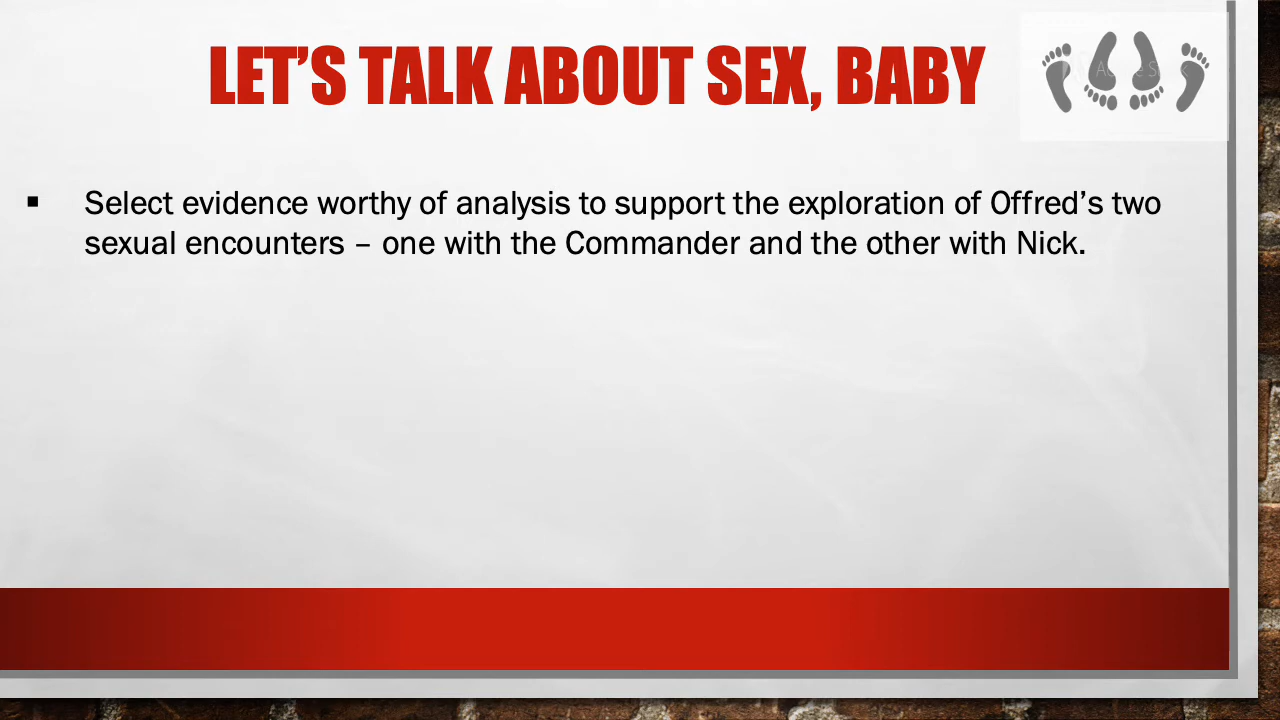 LET’S TALK ABOUT SEX, BABY
▪ Select evidence worthy of analysis to support the exploration of Offred’s two
sexual encounters – one with the Commander and the other with Nick.